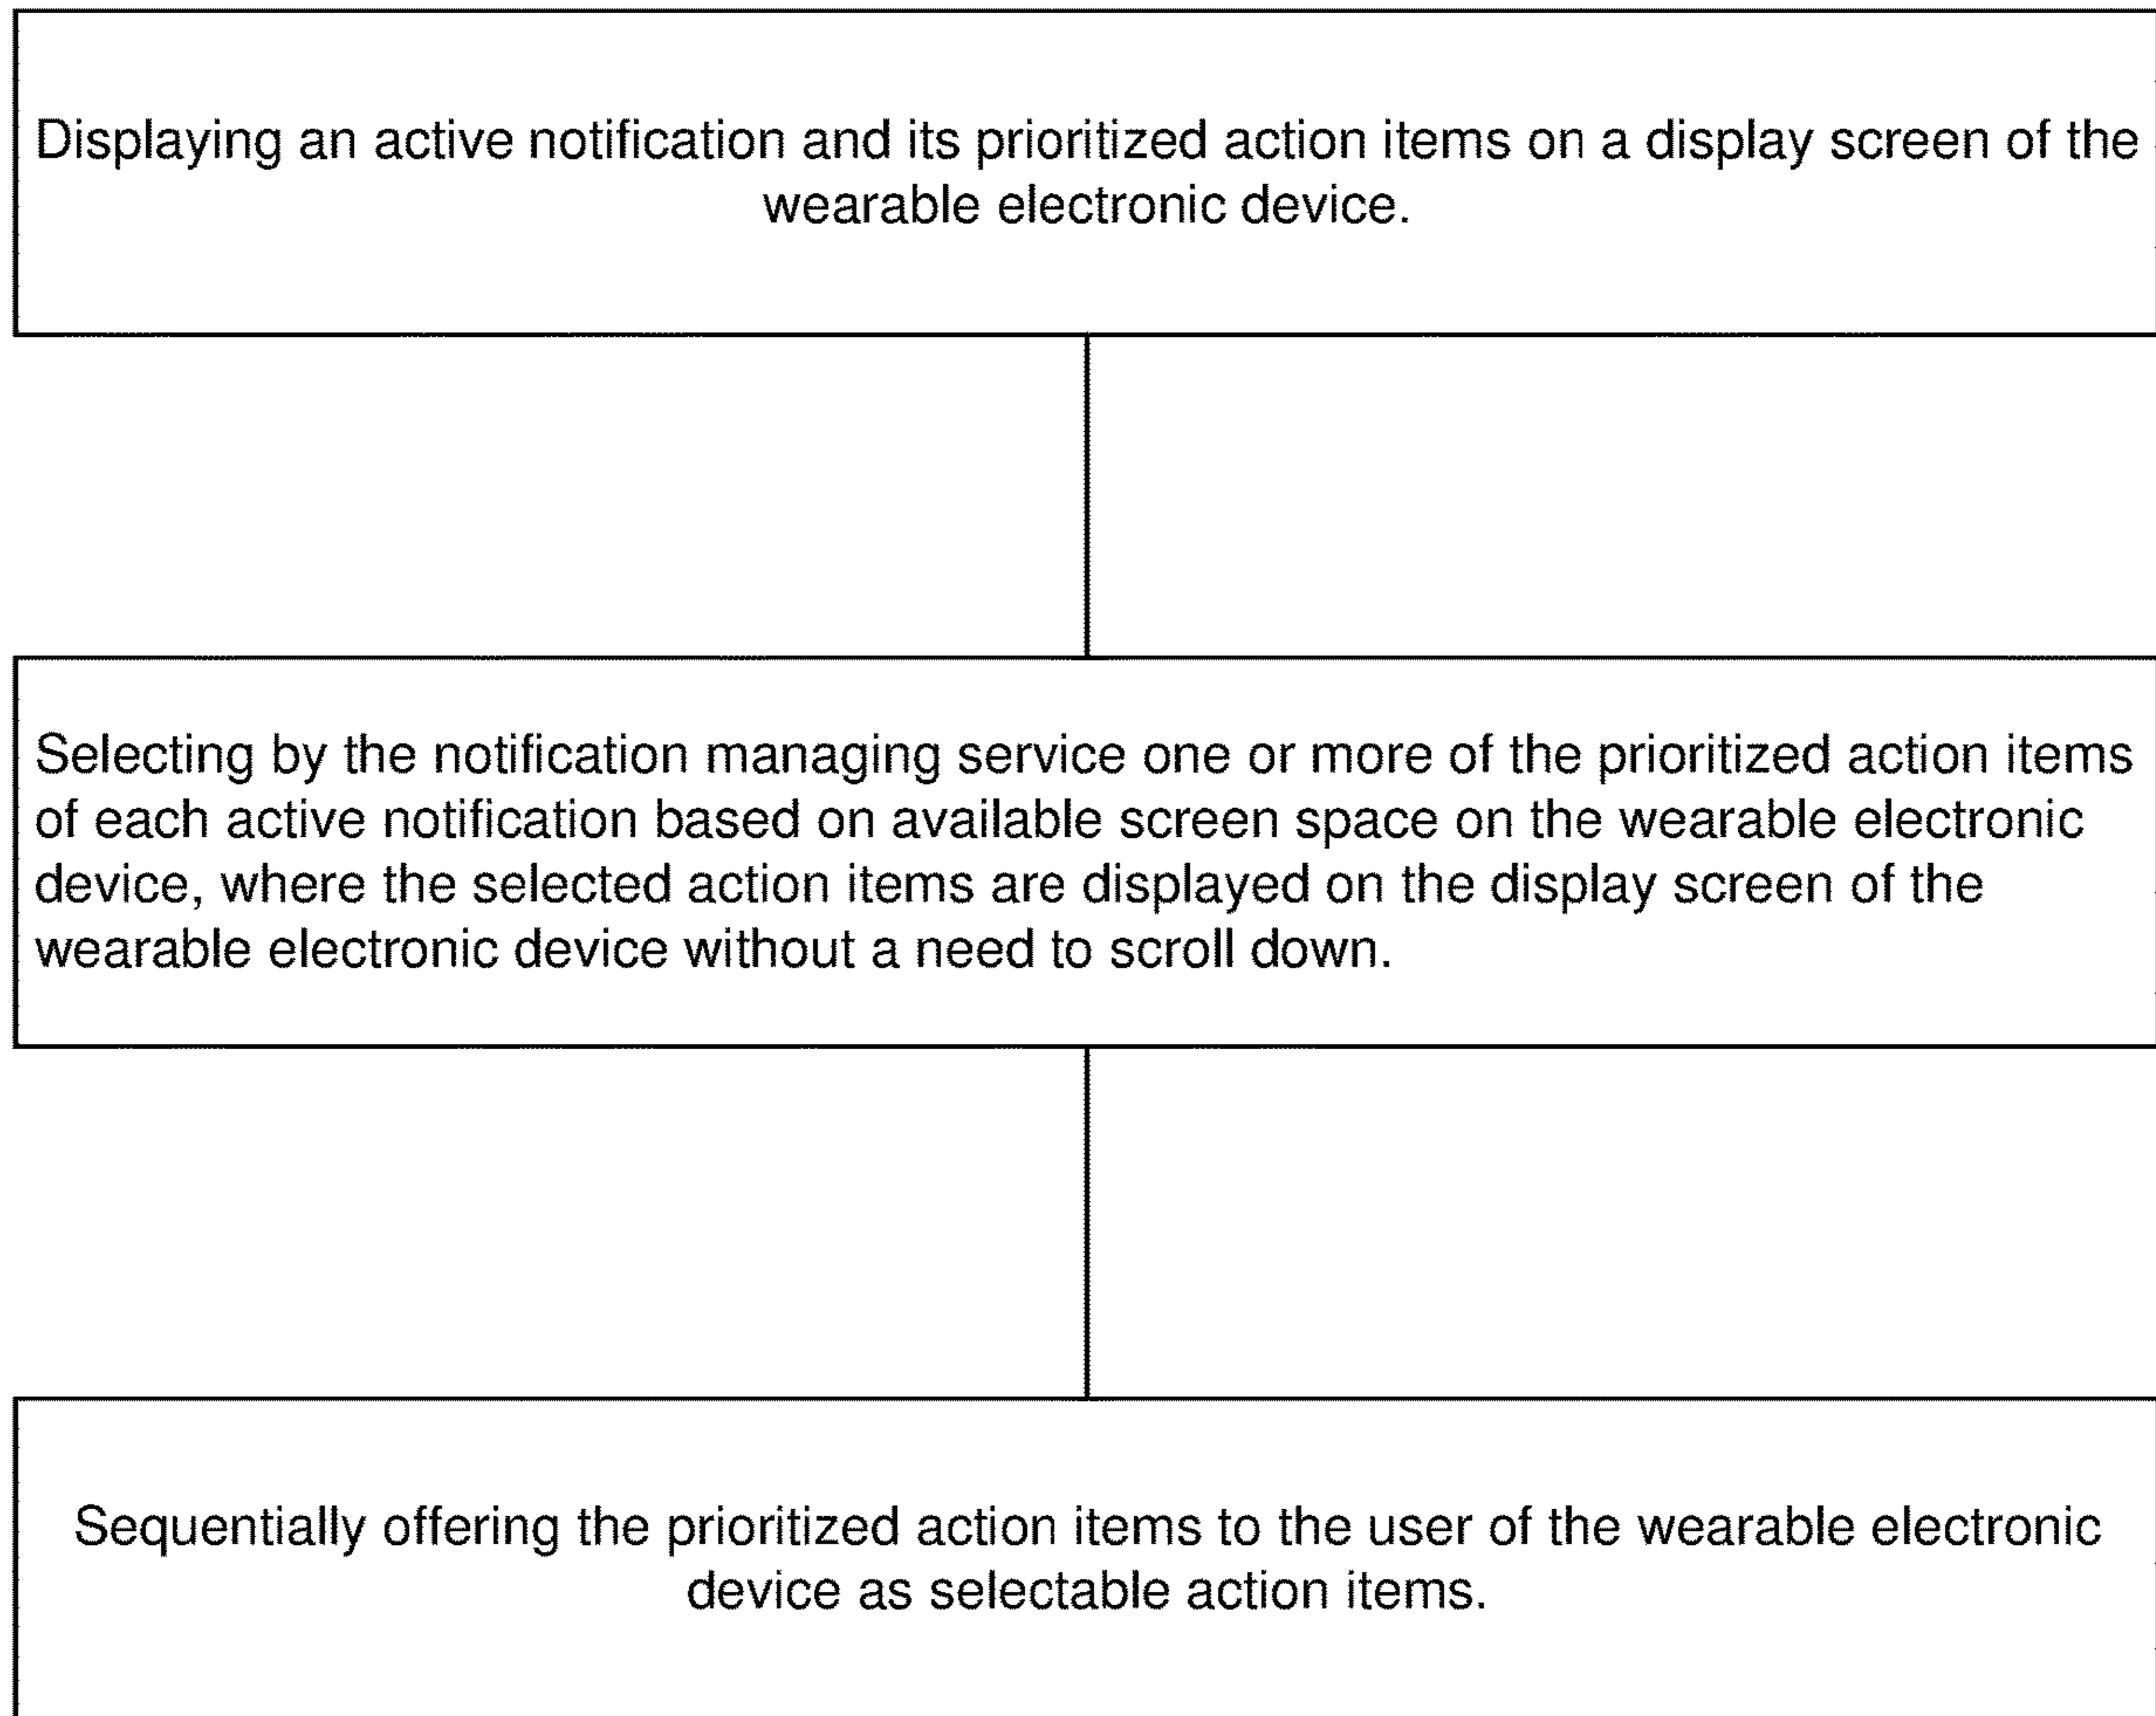 Displaying an active notification and its prioritized action items on a display screen of the
wearable electronic device.
Selecting by the notification managing service one or more of the prioritized action items
of each active notification based on available screen space on the wearable electronic
device, where the selected action items are displayed on the display screen of the
wearable electronic device without a need to scroll down.
Sequentially offering the prioritized action items to the user of the wearable electronic
device as selectable action items.